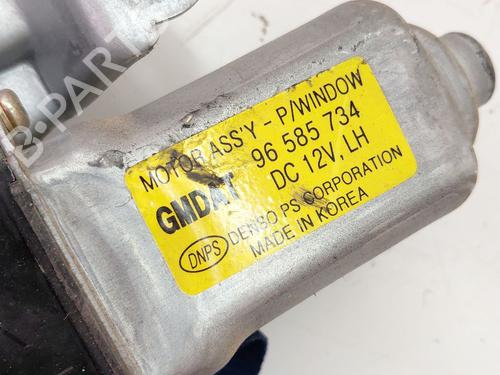 B-PARTS
MOTOR ASS'Y - P/WINDOW
GMDAT 96 585 734
DC 12V, LH
DNPS DENSO PS CORPORATION
MADE IN KOREA